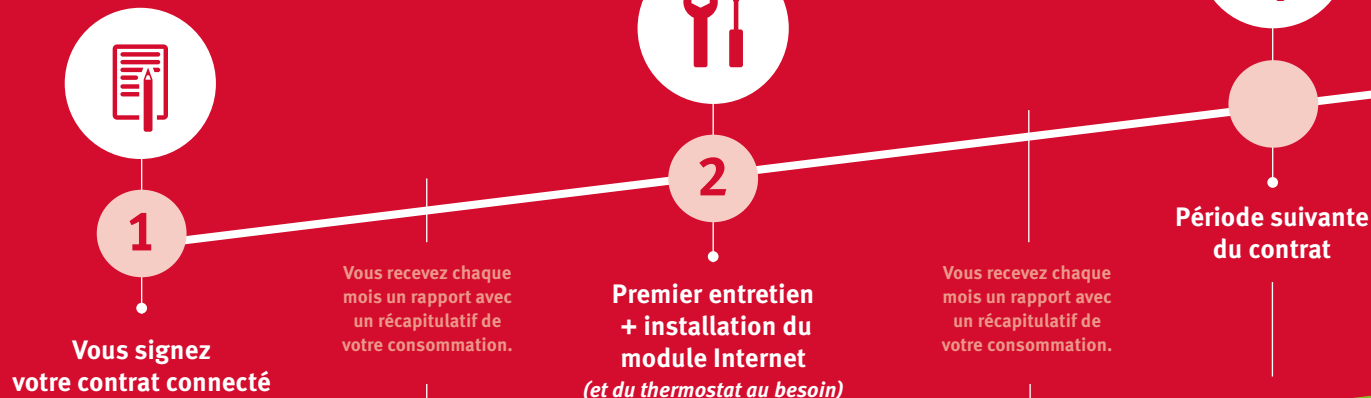 1
Vous signez
votre contrat connecté
Vous recevez chaque
mois un rapport avec
un récapitulatif de
votre consommation.
2
Premier entretien
+ installation du
module Internet
(et du thermostat au besoin)
Vous recevez chaque
mois un rapport avec
un récapitulatif de
votre consommation.
Période suivante
du contrat